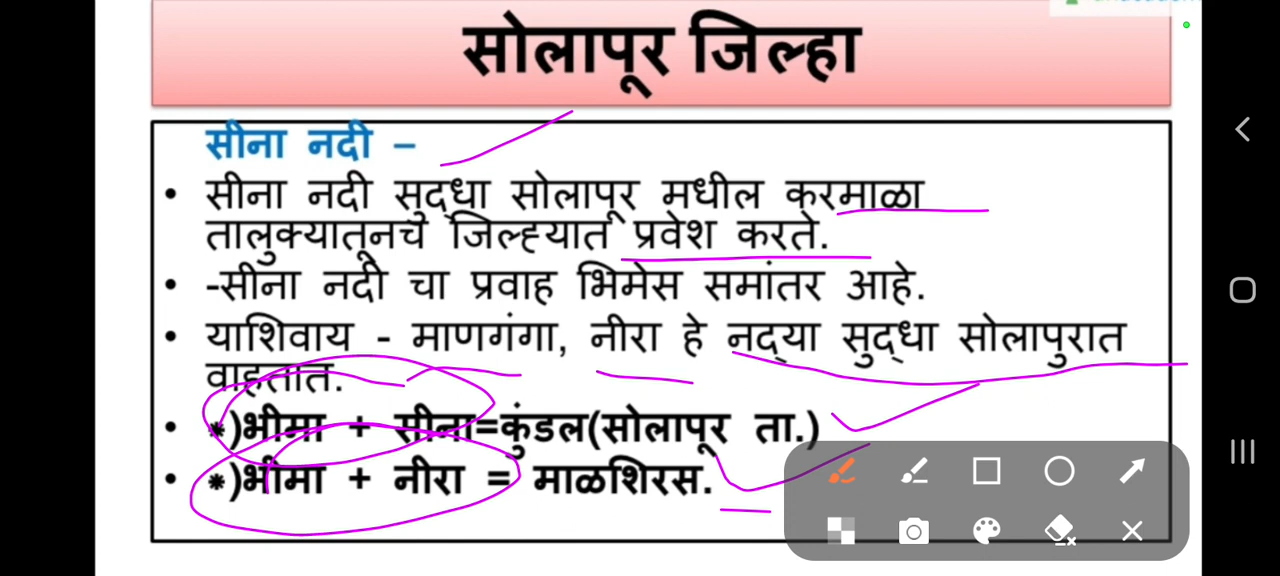 सोलापूर जिल्हा
सीना नदी –
• सीना नदी सुद्धा सोलापूर मधील करमाळा
तालुक्यातूनच जिल्ह्यात प्रवेश करते.
• -सीना नदी चा प्रवाह भिमेस समांतर आहे.
• याशिवाय - माणगंगा, नीरा हे नद्या सुद्धा सोलापुरात
वाहतात.
• *)भीमा + सीना=कुंडल(सोलापूर ता.)
• *)भीमा + नीरा = माळशिरस.